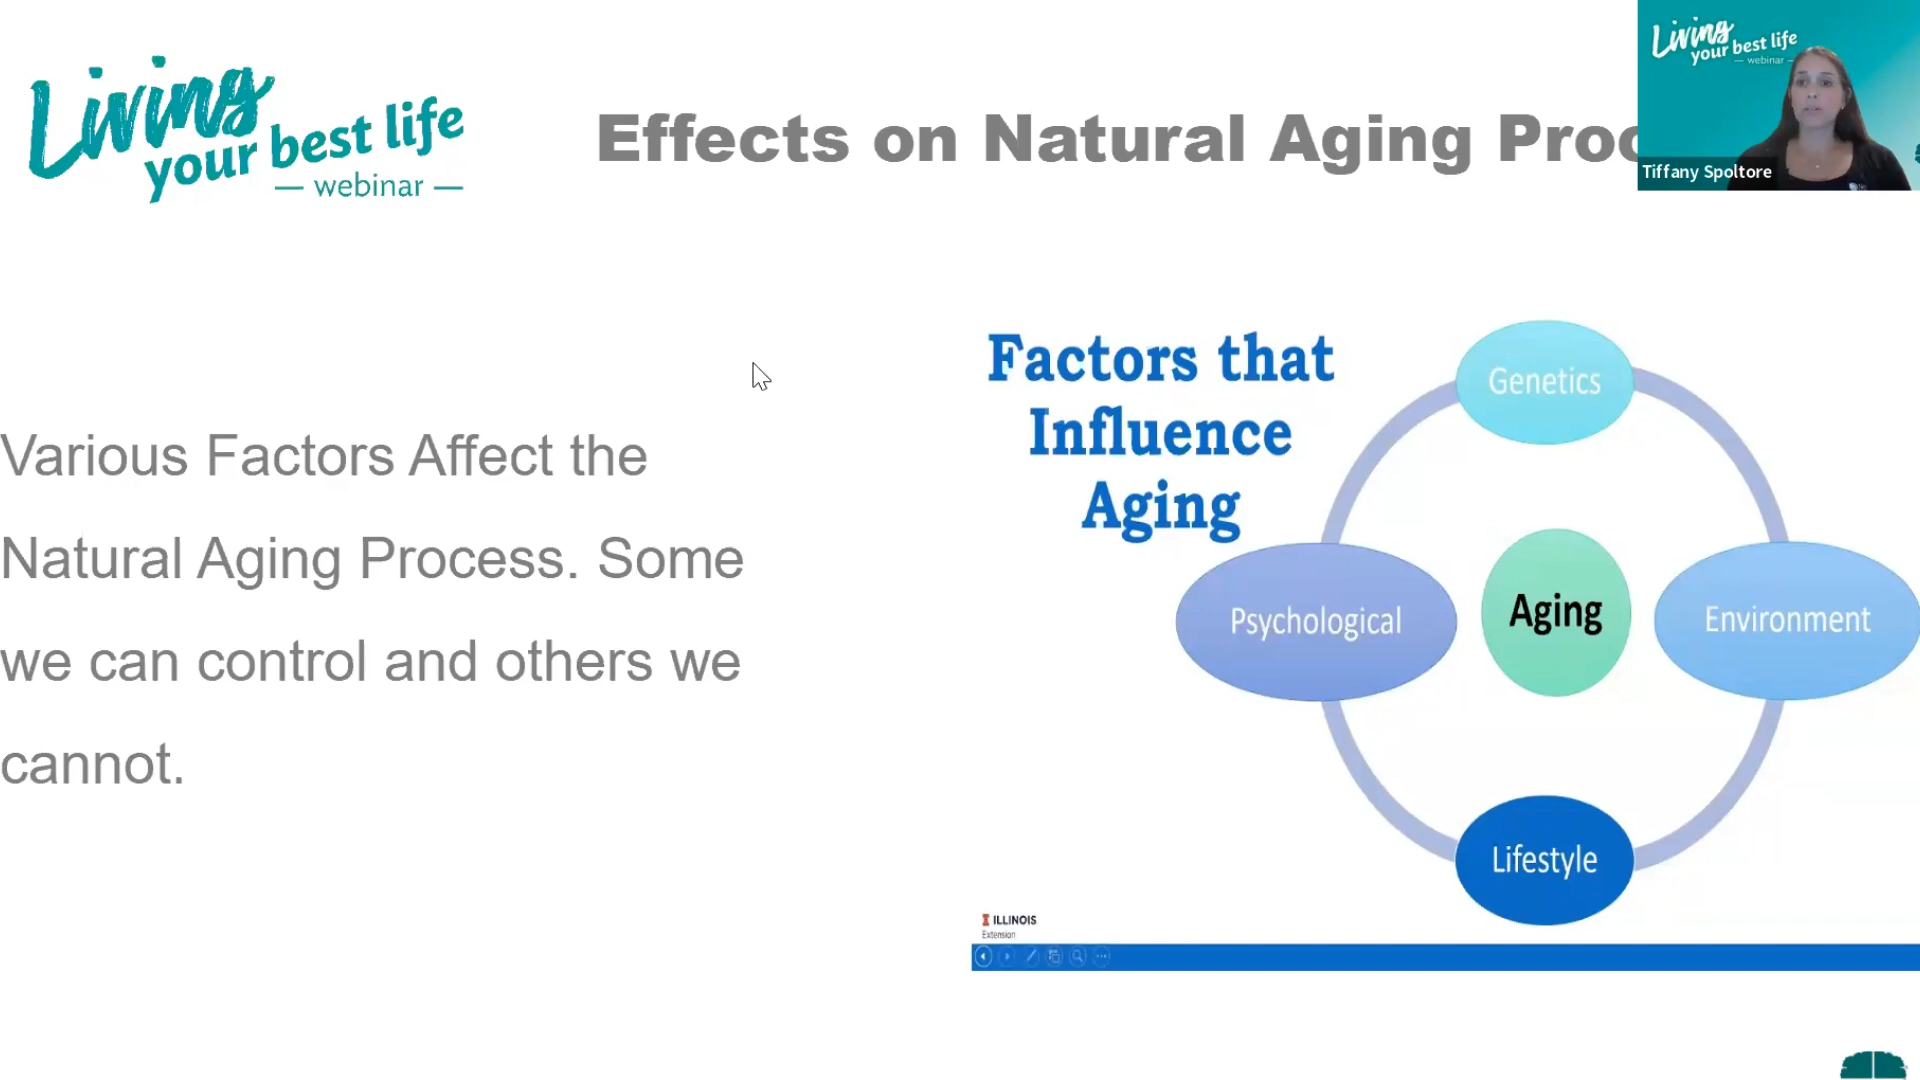 Living
your best life
— webinar —
Effects on Natural Aging Proc
Living
your best life
— webinar —
Tiffany Spoltore
Various Factors Affect the
Natural Aging Process. Some
we can control and others we
cannot.
Factors that
Influence
Aging
Genetics
Psychological
Aging
Environment
Lifestyle
ILLINOIS
Extension